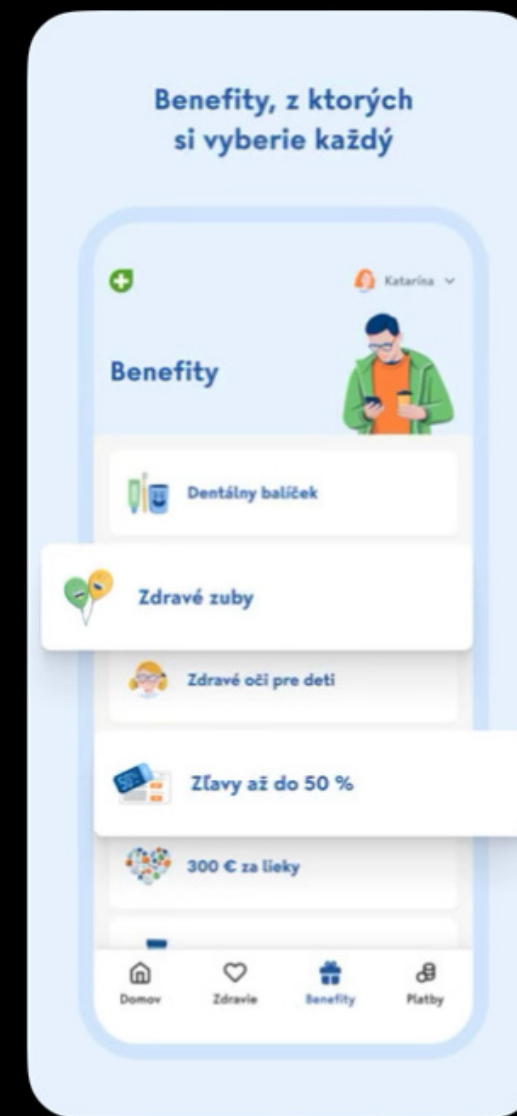 Benefity, z ktorých
si vyberie každý
Katarína
Benefity
Dentálny balíček
Zdravé zuby
Zdravé oči pre deti
Zľavy až do 50 %
300 € za lieky
Domov
Zdravie
Benefity
Platby